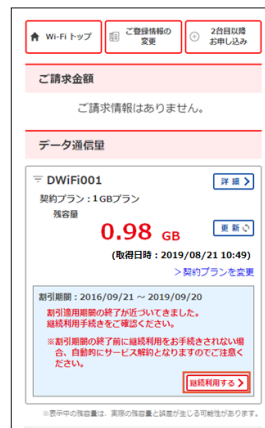 Wi-Fi トップ
ご登録情報の
変更
2台目以降
お申し込み
ご請求金額
ご請求情報はありません。
データ通信量
DWiFi001
詳細
契約プラン：1GBプラン
残容量
0.98 GB
更新
(取得日時：2019/08/21 10:49)
＞契約プランを変更
割引期間：2016/09/21 ～ 2019/09/20
割引適用期間の終了が近づいてきました。
継続利用手続きをご確認ください。
※割引期間の終了前に継続利用をお手続きされない場
合、自動的にサービス解約となりますのでご注意く
ださい。
継続利用する
※表示中の残容量は、実際の残容量と誤差が生じる可能性があります。